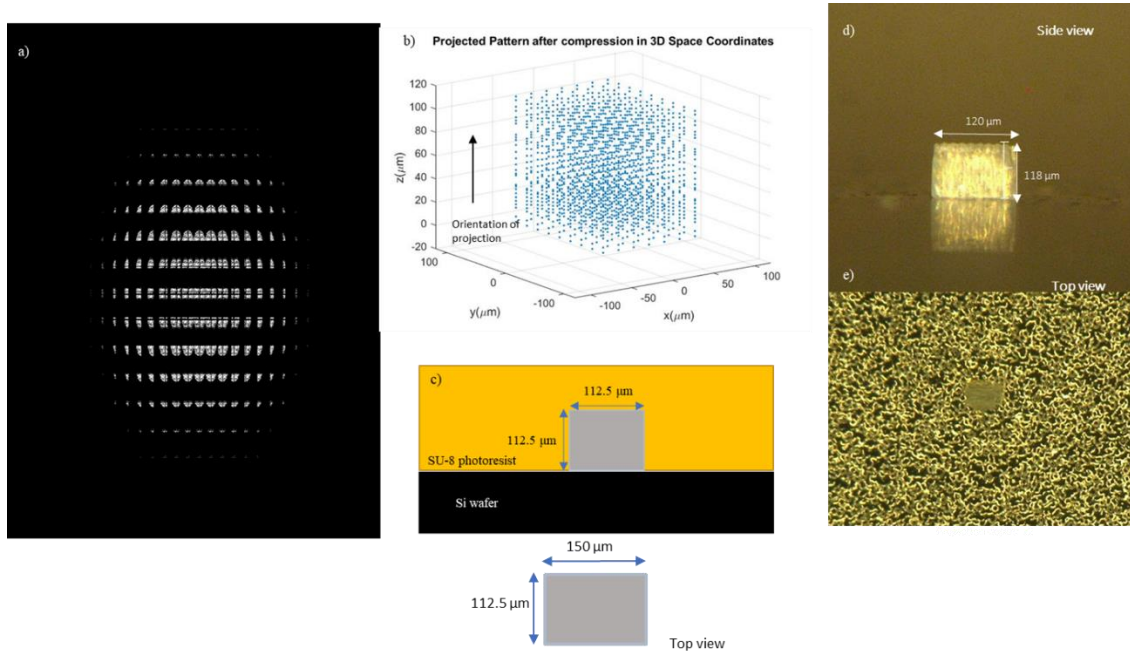 a)
b)
Projected Pattern after compression in 3D Space Coordinates
120
100
80
60
40
20
0
-20
z(μm)
Orientation of
projection
100
0
-100
y(μm)
-100
-50
0
50
100
x(μm)
c)
112.5 μm
112.5 μm
SU-8 photoresist
Si wafer
150 μm
112.5 μm
Top view
d)
Side view
120 μm
118 μm
e)
Top view